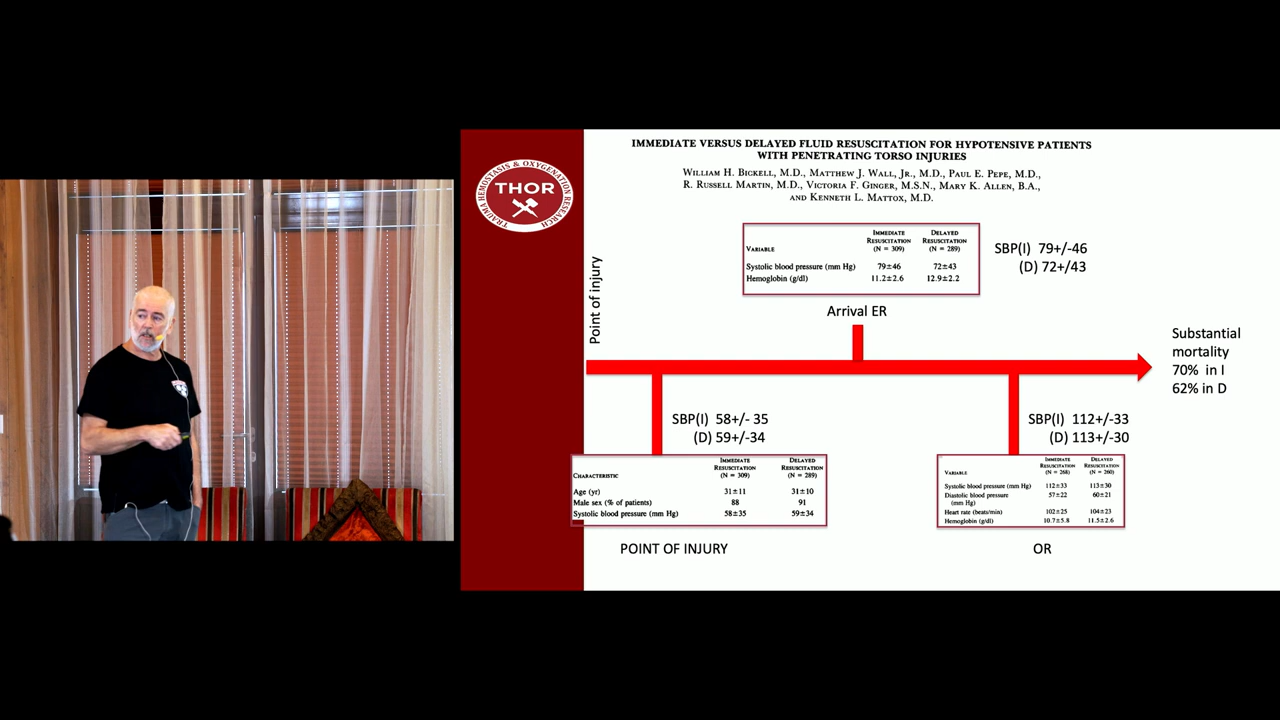 IMMEDIATE VERSUS DELAYED FLUID RESUSCITATION FOR HYPOTENSIVE PATIENTS
WITH PENETRATING TORSO INJURIES
WILLIAM H. BICKELL, M.D., MATTHEW J. WALL, JR., M.D., PAUL E. PEPE, M.D.,
R. RUSSELL MARTIN, M.D., VICTORIA F. GINGER, M.S.N., MARY K. ALLEN, B.A.,
AND KENNETH L. MATTOX, M.D.
TRAUMA HEMOSTASIS & OXYGENATION RESEARCH
THOR
Point of injury
VARIABLE IMMEDIATE RESUSCITATION (N = 309) DELAYED RESUSCITATION (N = 289)
Systolic blood pressure (mm Hg) 79±46 72±43
Hemoglobin (g/dl) 11.2±2.6 12.9±2.2
SBP(I) 79+/-46
(D) 72+/43
Arrival ER
Substantial
mortality
70% in I
62% in D
SBP(I) 58+/- 35
(D) 59+/-34
SBP(I) 112+/-33
(D) 113+/-30
CHARACTERISTIC IMMEDIATE RESUSCITATION (N = 309) DELAYED RESUSCITATION (N = 289)
Age (yr) 31±11 31±10
Male sex (% of patients) 88 91
Systolic blood pressure (mm Hg) 58±35 59±34
VARIABLE IMMEDIATE RESUSCITATION (N = 268) DELAYED RESUSCITATION (N = 260)
Systolic blood pressure (mm Hg) 112±33 113±30
Diastolic blood pressure 57±22 60±21
(mm Hg)
Heart rate (beats/min) 102±25 104±23
Hemoglobin (g/dl) 10.7±5.8 11.5±2.6
POINT OF INJURY
OR